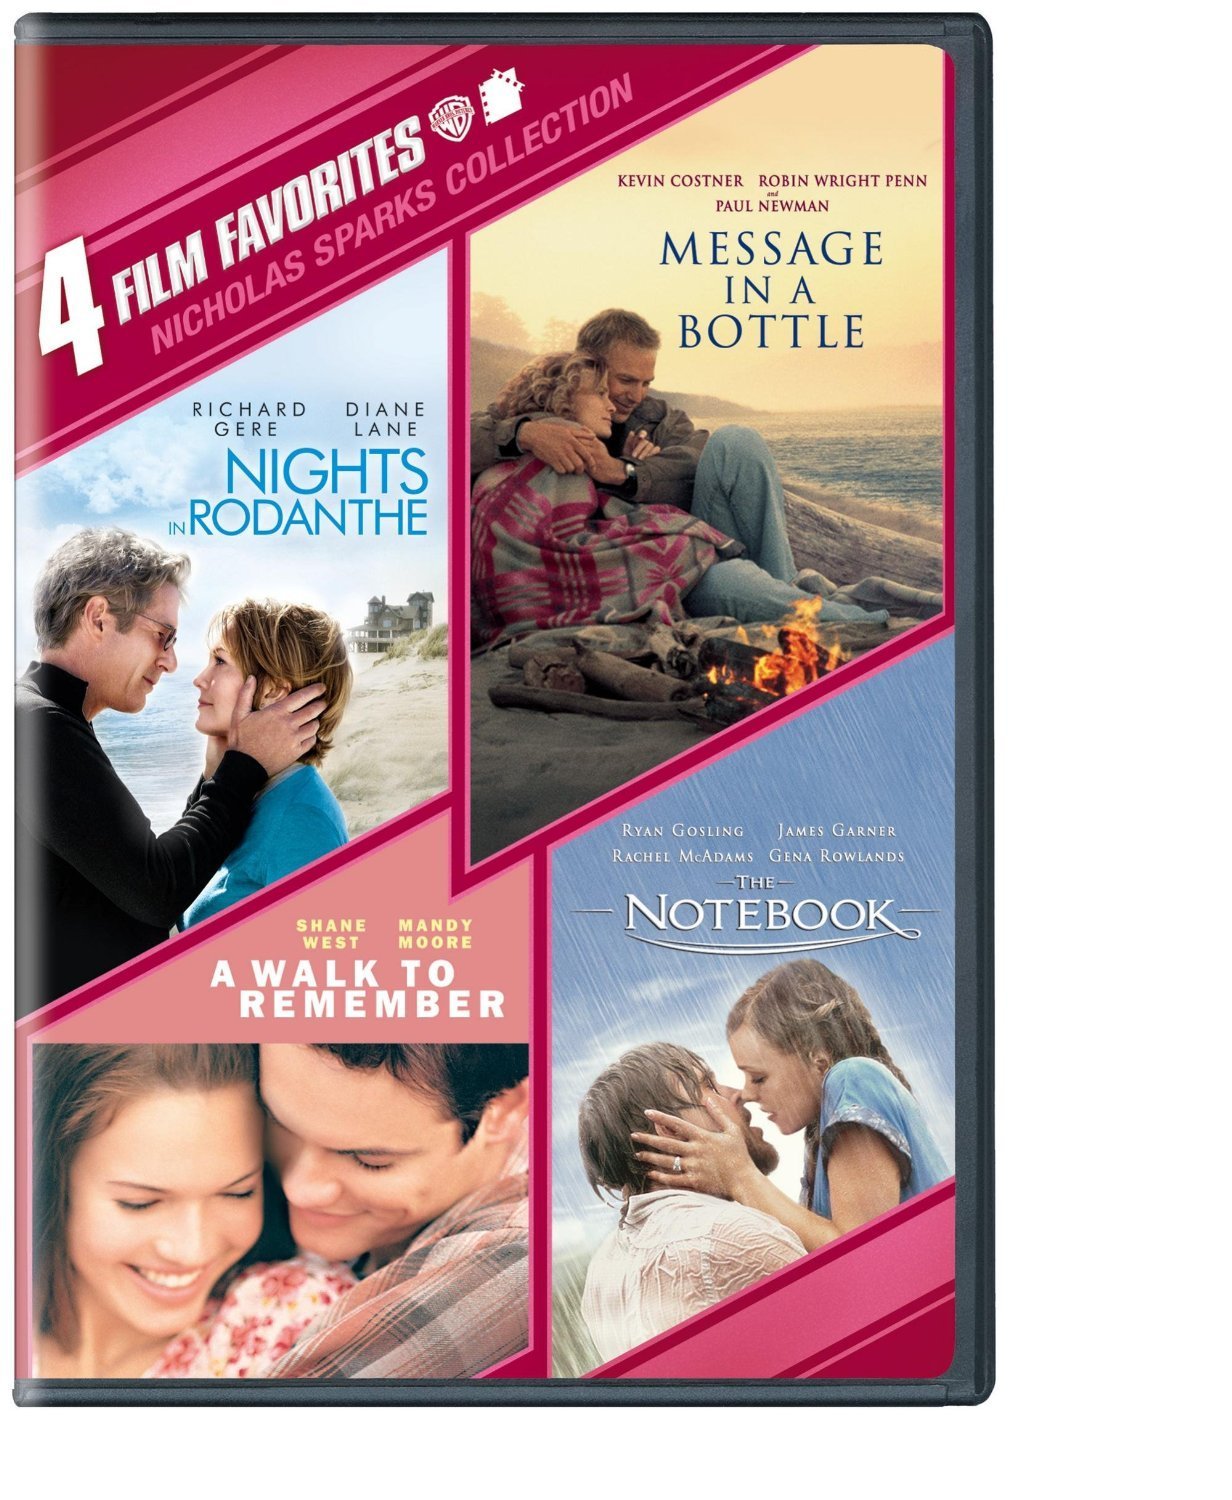 4 FILM FAVORITES
NICHOLAS SPARKS COLLECTION
KEVIN COSTNER ROBIN WRIGHT PENN
and
PAUL NEWMAN
MESSAGE
IN A
BOTTLE
RICHARD GERE DIANE LANE
NIGHTS
IN RODANTHE
RYAN GOSLING JAMES GARNER
RACHEL MCADAMS GENA ROWLANDS
THE
NOTEBOOK
SHANE WEST MANDY MOORE
A WALK TO
REMEMBER